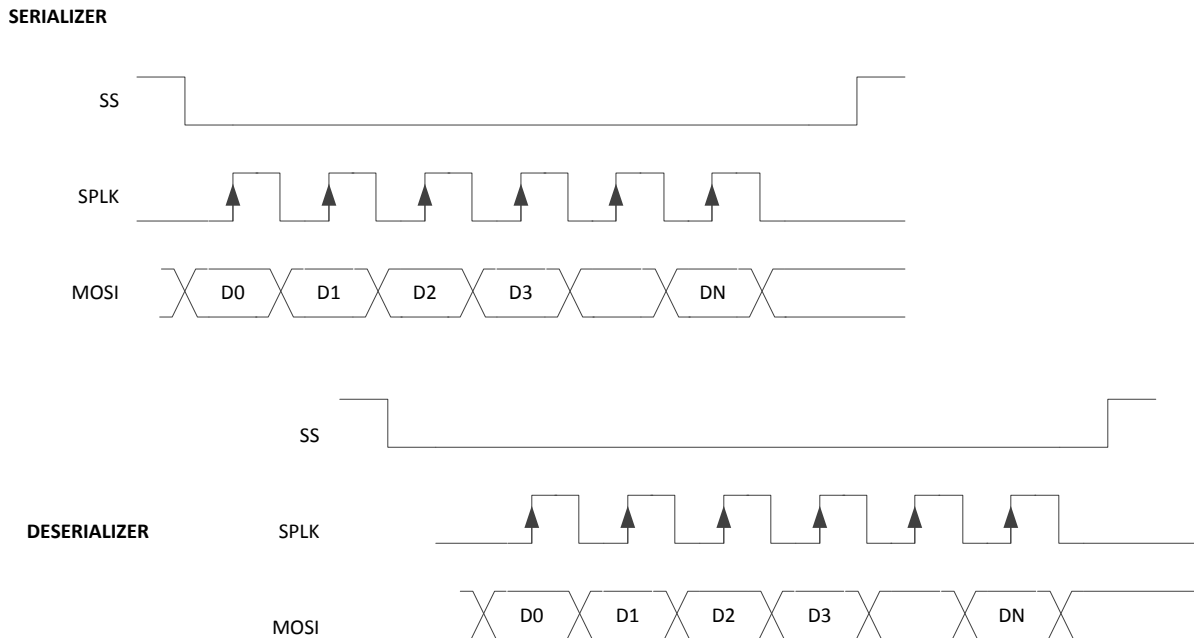 SERIALIZER
SS
SPLK
MOSI
D0 D1 D2 D3 DN
SS
DESERIALIZER SPLK
D0 D1 D2 D3 DN
MOSI